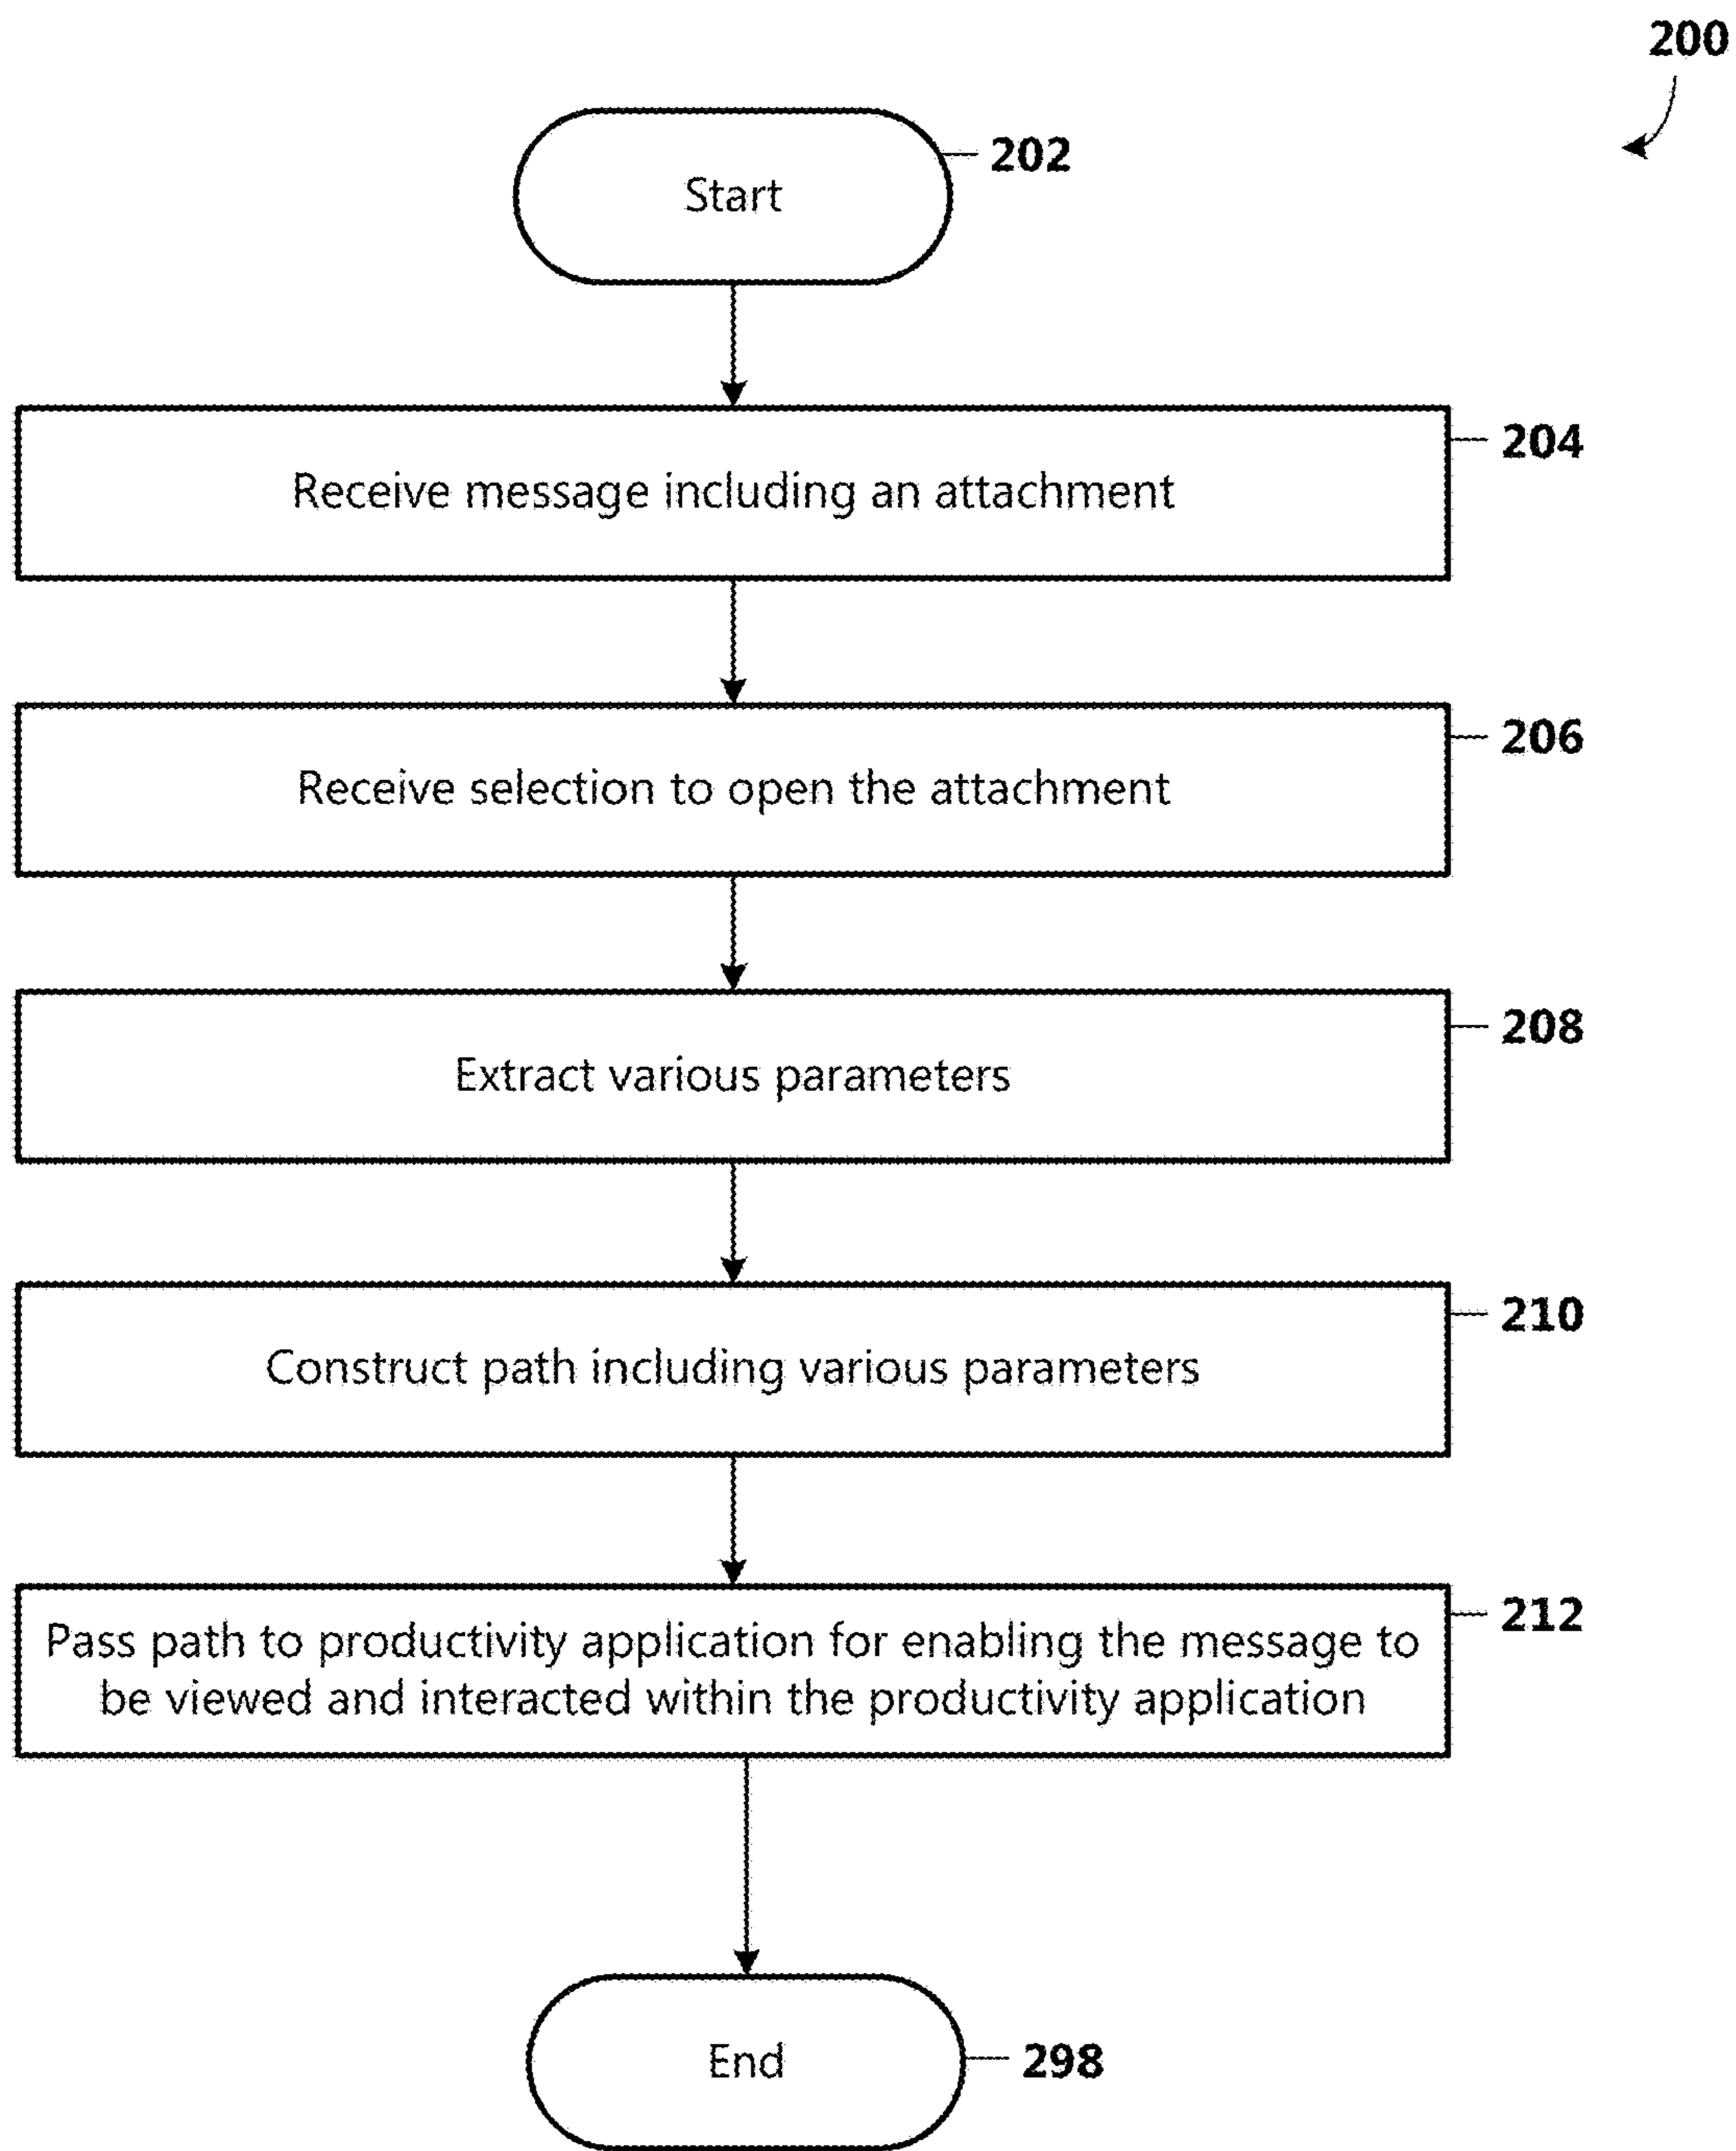 200
202
Start
204
Receive message including an attachment
206
Receive selection to open the attachment
208
Extract various parameters
210
Construct path including various parameters
212
Pass path to productivity application for enabling the message to
be viewed and interacted within the productivity application
End
298